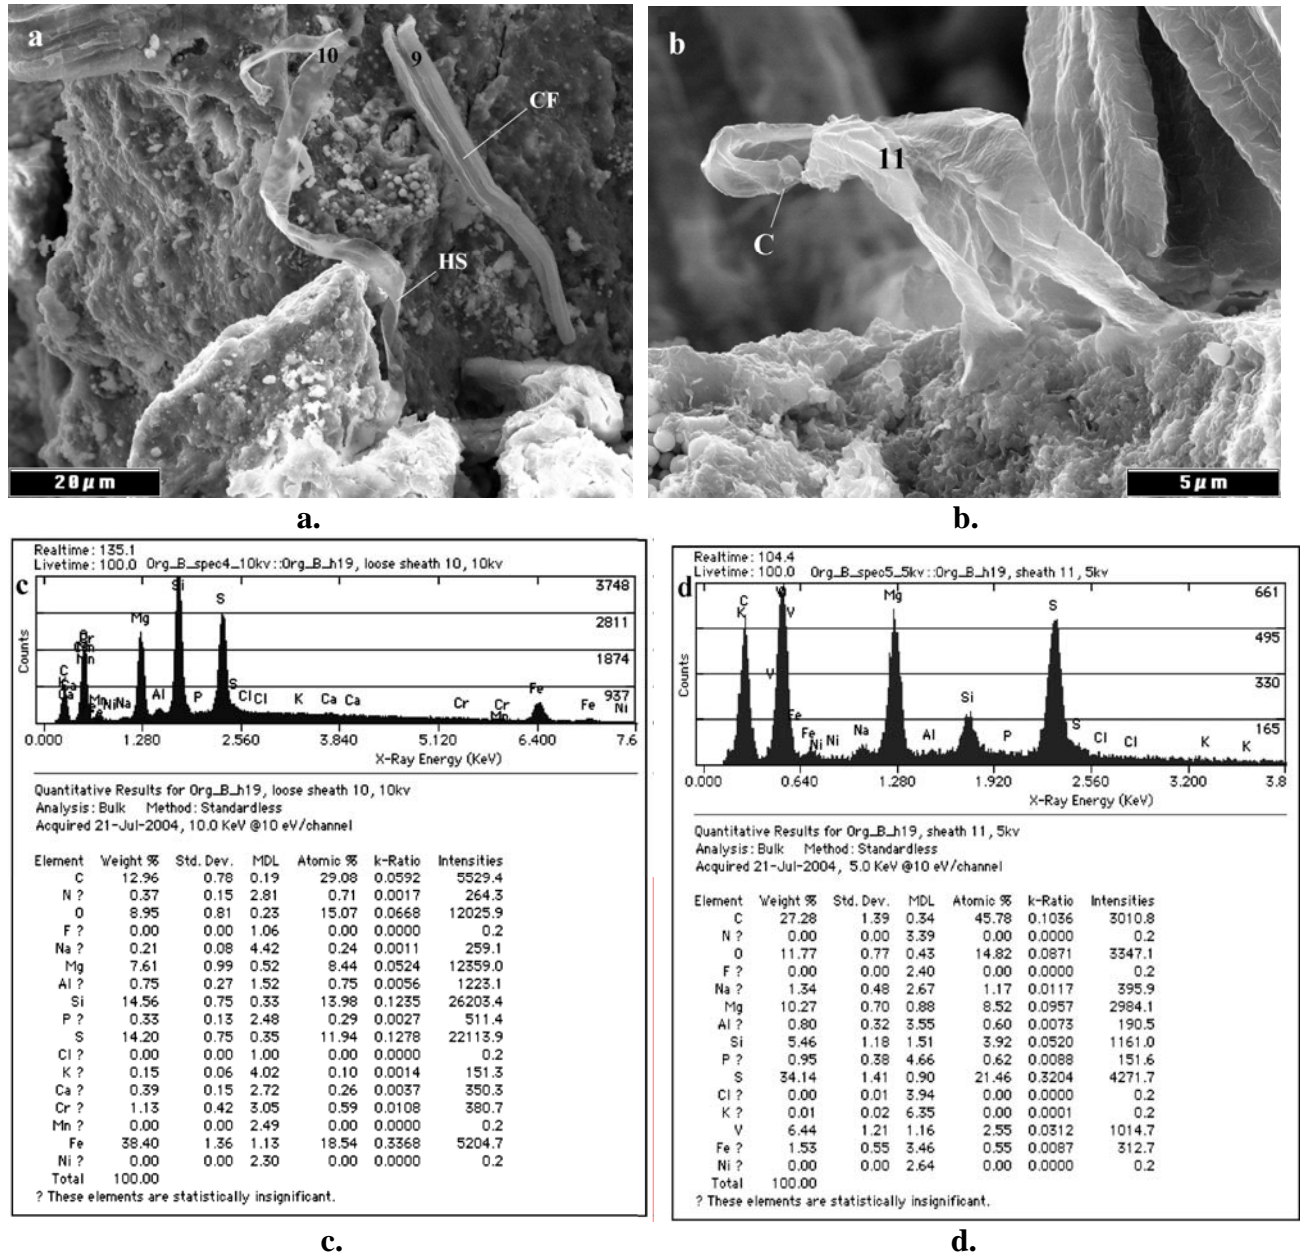 a
10
9
CF
HS
20μm
a.
b
11
C
5μm
b.
Realtime: 135.1
Livetime: 100.0 Org_B_spec4_10kv::Org_B_h19, loose sheath 10, 10kv
c
3748
2811
1874
937
Counts
C
Mg
Si
S
Al
P
S
Cl
Cl
K
Ca
Ca
Cr
Cr
Mn
Fe
Fe
Ni
NiNa
0.000 1.280 2.560 3.840 5.120 6.400 7.6
X-Ray Energy (KeV)
Quantitative Results for Org_B_h19, loose sheath 10, 10kv
Analysis: Bulk Method: Standardless
Acquired 21-Jul-2004, 10.0 KeV @10 eV/channel
Element Weight % Std. Dev. MDL Atomic % k-Ratio Intensities
C 12.96 0.78 0.19 29.08 0.0592 5529.4
N ? 0.37 0.15 2.81 0.71 0.0017 264.3
O 8.95 0.81 0.23 15.07 0.0668 12025.9
F ? 0.00 0.00 1.06 0.00 0.0000 0.2
Na ? 0.21 0.08 4.42 0.24 0.0011 259.1
Mg 7.61 0.99 0.52 8.44 0.0524 12359.0
Al ? 0.75 0.27 1.52 0.75 0.0056 1223.1
Si 14.56 0.75 0.33 13.98 0.1235 26203.4
P ? 0.33 0.13 2.48 0.29 0.0027 511.4
S 14.20 0.75 0.35 11.94 0.1278 22113.9
Cl ? 0.00 0.00 1.00 0.00 0.0000 0.2
K ? 0.15 0.06 4.02 0.10 0.0014 151.3
Ca ? 0.39 0.15 2.72 0.26 0.0037 350.3
Cr ? 1.13 0.42 3.05 0.59 0.0108 380.7
Mn ? 0.00 0.00 2.49 0.00 0.0000 0.2
Fe 38.40 1.36 1.13 18.54 0.3368 5204.7
Ni ? 0.00 0.00 2.30 0.00 0.0000 0.2
Total 100.00
? These elements are statistically insignificant.
c.
Realtime: 104.4
Livetime: 100.0 Org_B_spec5_5kv::Org_B_h19, sheath 11, 5kv
d
661
495
330
165
Counts
C
K
V
V
Fe
Fe
Ni
Ni
Na
Mg
Al
Si
P
S
S
Cl
Cl
K
K
0.000 0.640 1.280 1.920 2.560 3.200 3.8
X-Ray Energy (KeV)
Quantitative Results for Org_B_h19, sheath 11, 5kv
Analysis: Bulk Method: Standardless
Acquired 21-Jul-2004, 5.0 KeV @10 eV/channel
Element Weight % Std. Dev. MDL Atomic % k-Ratio Intensities
C 27.28 1.39 0.34 45.78 0.1036 3010.8
N ? 0.00 0.00 3.39 0.00 0.0000 0.2
O 11.77 0.77 0.43 14.82 0.0871 3347.1
F ? 0.00 0.00 2.40 0.00 0.0000 0.2
Na ? 1.34 0.48 2.67 1.17 0.0117 395.9
Mg 10.27 0.70 0.88 8.52 0.0957 2984.1
Al ? 0.80 0.32 3.55 0.60 0.0073 190.5
Si 5.46 1.18 1.51 3.92 0.0520 1161.0
P ? 0.95 0.38 4.66 0.62 0.0088 151.6
S 34.14 1.41 0.90 21.46 0.3204 4271.7
Cl ? 0.00 0.01 3.94 0.00 0.0000 0.2
K ? 0.01 0.02 6.35 0.00 0.0001 0.2
V 6.44 1.21 1.16 2.55 0.0312 1014.7
Fe ? 1.53 0.55 3.46 0.55 0.0087 312.7
Ni ? 0.00 0.00 2.64 0.00 0.0000 0.2
Total 100.00
? These elements are statistically insignificant.
d.